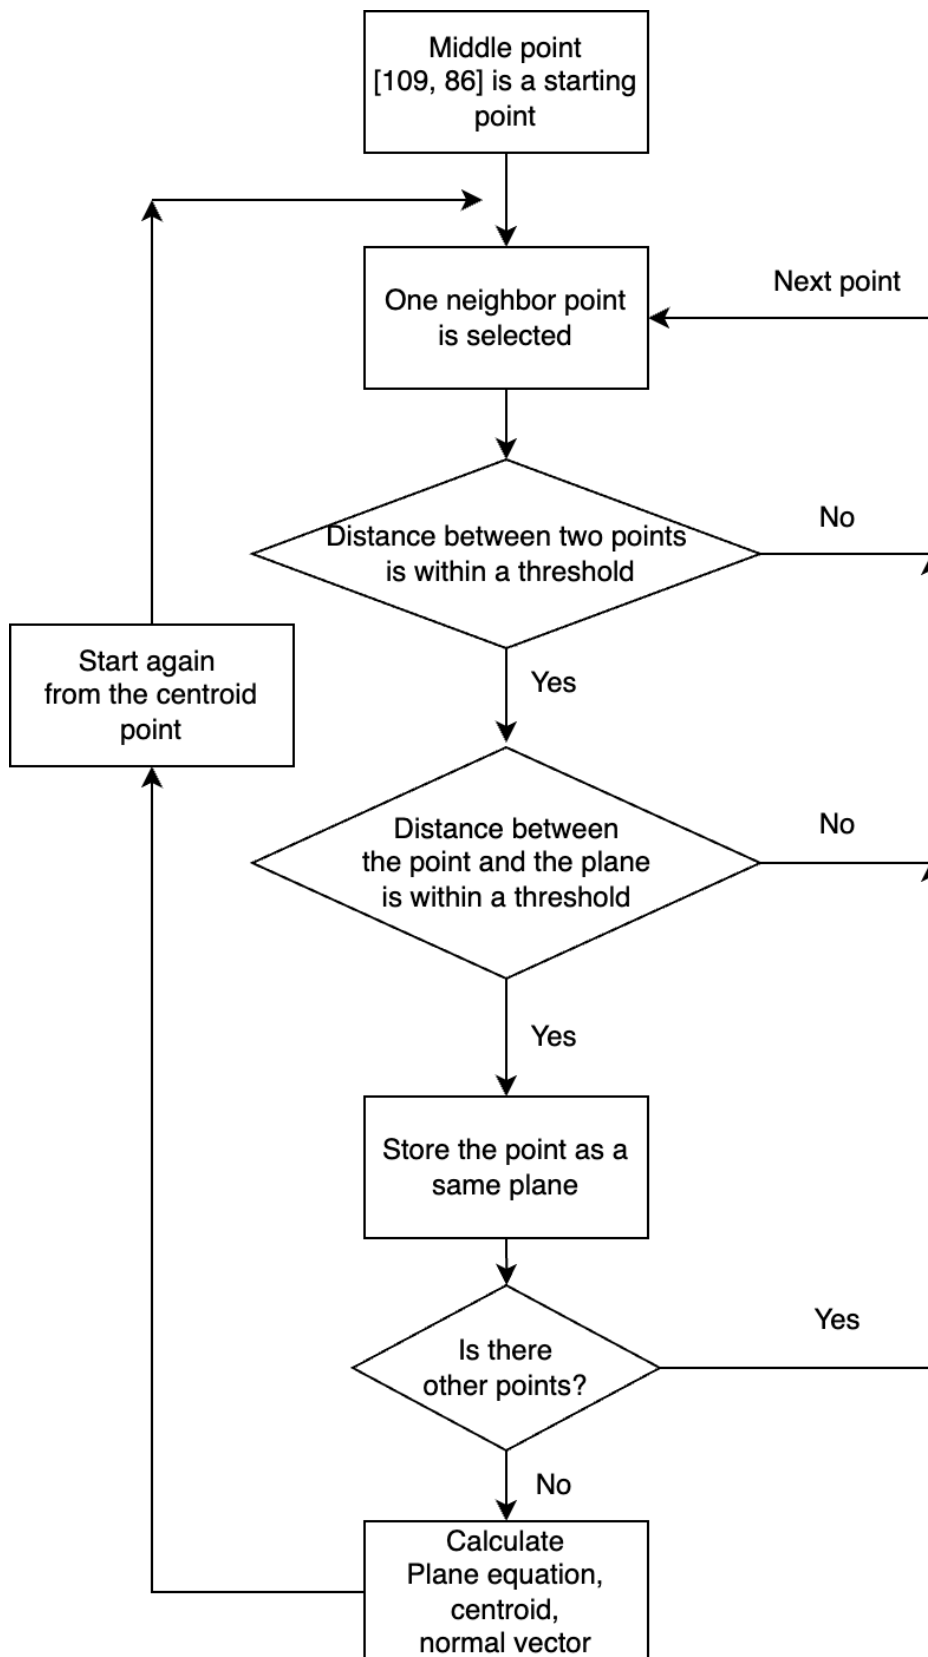 Middle point
[109, 86] is a starting
point
Next point
One neighbor point
is selected
No
Distance between two points
is within a threshold
Yes
Start again
from the centroid
point
No
Distance between
the point and the plane
is within a threshold
Yes
Store the point as a
same plane
Yes
Is there
other points?
No
Calculate
Plane equation,
centroid,
normal vector